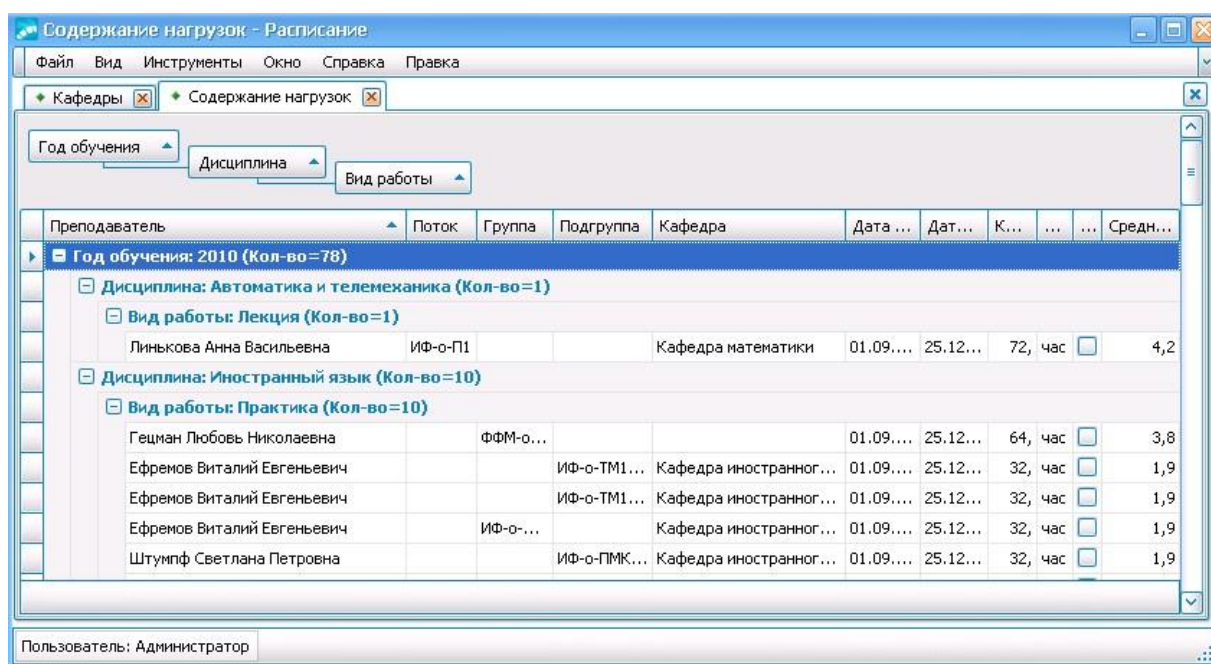 Содержание нагрузок - Расписание
Файл Вид Инструменты Окно Справка Правка
Кафедры Содержание нагрузок
Год обучения
Дисциплина
Вид работы
Преподаватель Поток Группа Подгруппа Кафедра Дата ... Дат... К... ... ... Средн...
Год обучения: 2010 (Кол-во=78)
Дисциплина: Автоматика и телемеханика (Кол-во=1)
Вид работы: Лекция (Кол-во=1)
Линькова Анна Васильевна ИФ-о-П1 Кафедра математики 01.09.... 25.12... 72, час 4,2
Дисциплина: Иностранный язык (Кол-во=10)
Вид работы: Практика (Кол-во=10)
Гецман Любовь Николаевна ФФМ-о... 01.09.... 25.12... 64, час 3,8
Ефремов Виталий Евгеньевич ИФ-о-ТМ1... Кафедра иностранног... 01.09.... 25.12... 32, час 1,9
Ефремов Виталий Евгеньевич ИФ-о-ТМ1... Кафедра иностранног... 01.09.... 25.12... 32, час 1,9
Ефремов Виталий Евгеньевич ИФ-о-... Кафедра иностранног... 01.09.... 25.12... 32, час 1,9
Штумпф Светлана Петровна ИФ-о-ПМК... Кафедра иностранног... 01.09.... 25.12... 32, час 1,9
Пользователь: Администратор